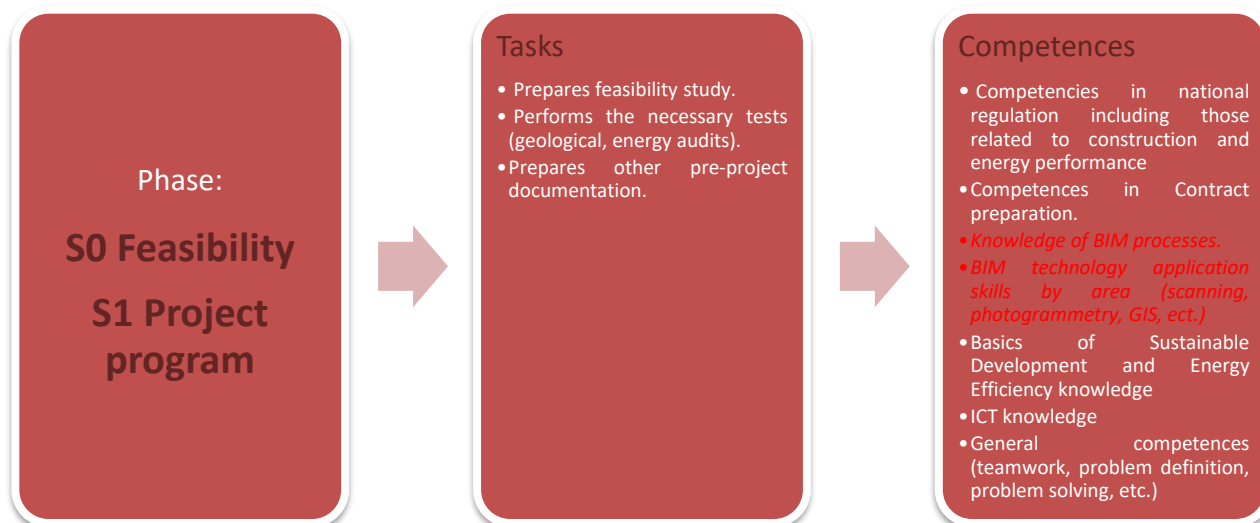 Phase:
S0 Feasibility
S1 Project
program
Tasks
• Prepares feasibility study.
• Performs the necessary tests
(geological, energy audits).
•Prepares other pre-project
documentation.
Competences
• Competencies in national
regulation including those
related to construction and
energy performance
•Competences in Contract
preparation.
•Knowledge of BIM processes.
•BIM technology application
skills by area (scanning,
photogrammetry, GIS, ect.)
•Basics of Sustainable
Development and Energy
Efficiency knowledge
•ICT knowledge
•General competences
(teamwork, problem definition,
problem solving, etc.)